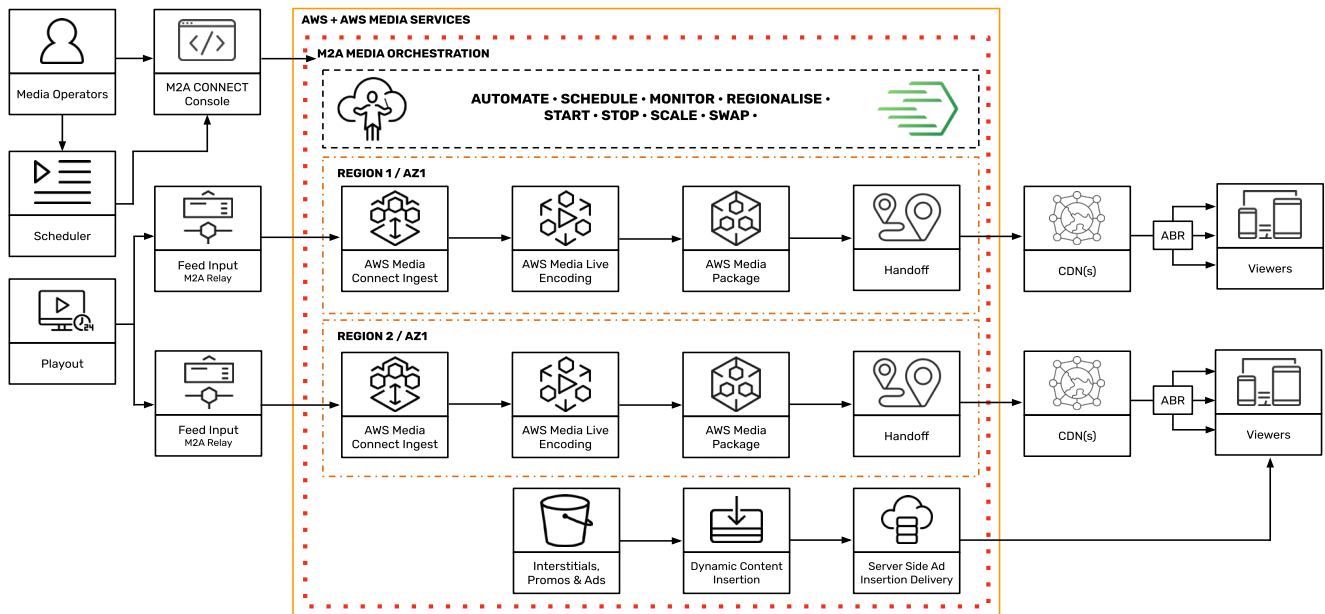 AWS + AWS MEDIA SERVICES
M2A MEDIA ORCHESTRATION
Media Operators
M2A CONNECT
Console
AUTOMATE • SCHEDULE • MONITOR • REGIONALISE •
START • STOP • SCALE • SWAP •
Scheduler
REGION 1 / AZ1
Feed Input
M2A Relay
AWS Media
Connect Ingest
AWS Media Live
Encoding
AWS Media
Package
Handoff
CDN(s)
ABR
Viewers
24
Playout
REGION 2 / AZ1
Feed Input
M2A Relay
AWS Media
Connect Ingest
AWS Media Live
Encoding
AWS Media
Package
Handoff
CDN(s)
ABR
Viewers
Interstitials,
Promos & Ads
Dynamic Content
Insertion
Server Side Ad
Insertion Delivery